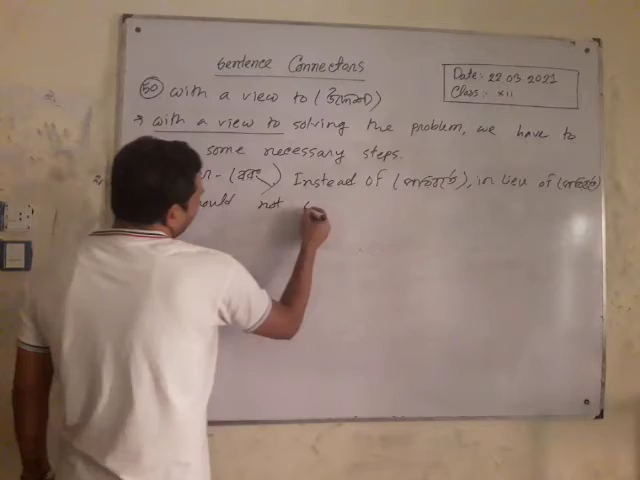 Sentence Connectors
Date: 22.03.2021
Class: xii
50 with a view to (উদ্দেশ্যে)
→ with a view to solving the problem, we have to
some necessary steps.
(বরং) Instead of (পরিবর্তে), in lieu of (পরিবর্তে)
not